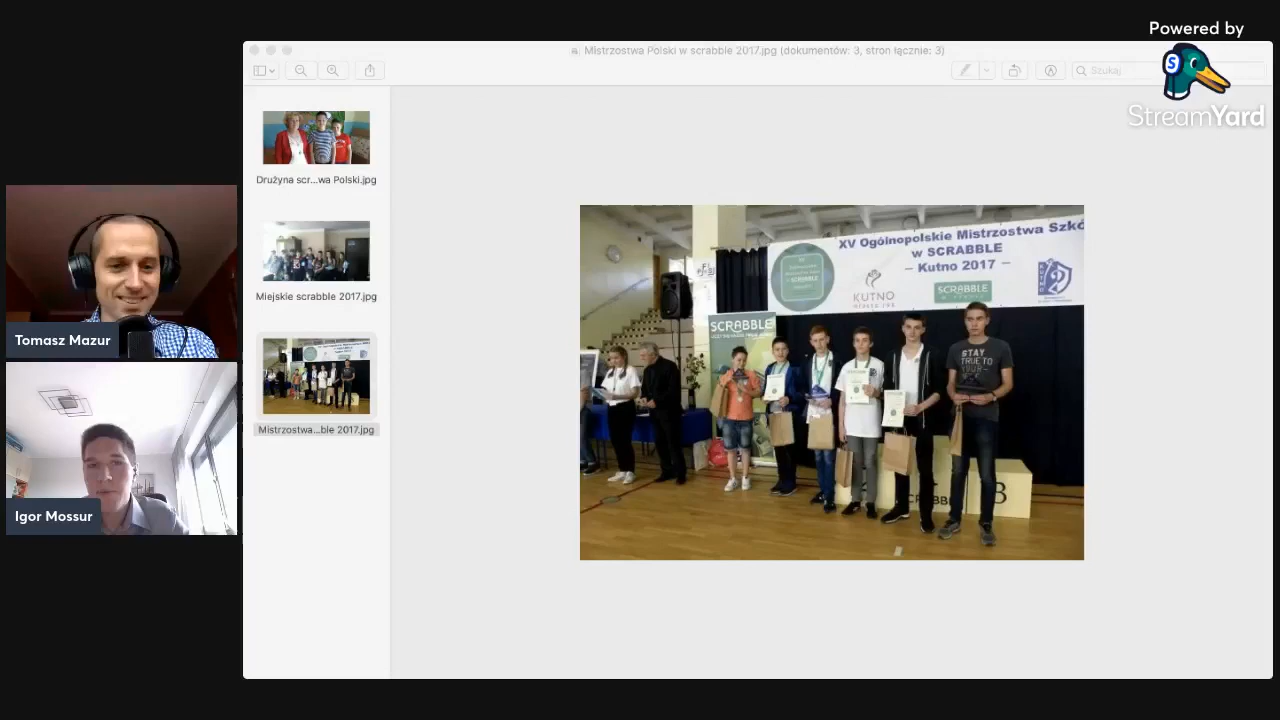 Powered by
StreamYard
Mistrzostwa Polski w scrabble 2017.jpg (dokumentów: 3, stron łącznie: 3)
Szukaj
Drużyna scr...wa Polski.jpg
Miejskie scrabble 2017.jpg
Mistrzostwa...ble 2017.jpg
Tomasz Mazur
Igor Mossur
XV Ogólnopolskie Mistrzostwa Szkó
w SCRABBLE
– Kutno 2017 –
KUTNO
SCRABBLE
SCRABBLE
STAY
TRUE TO
YOUR
3